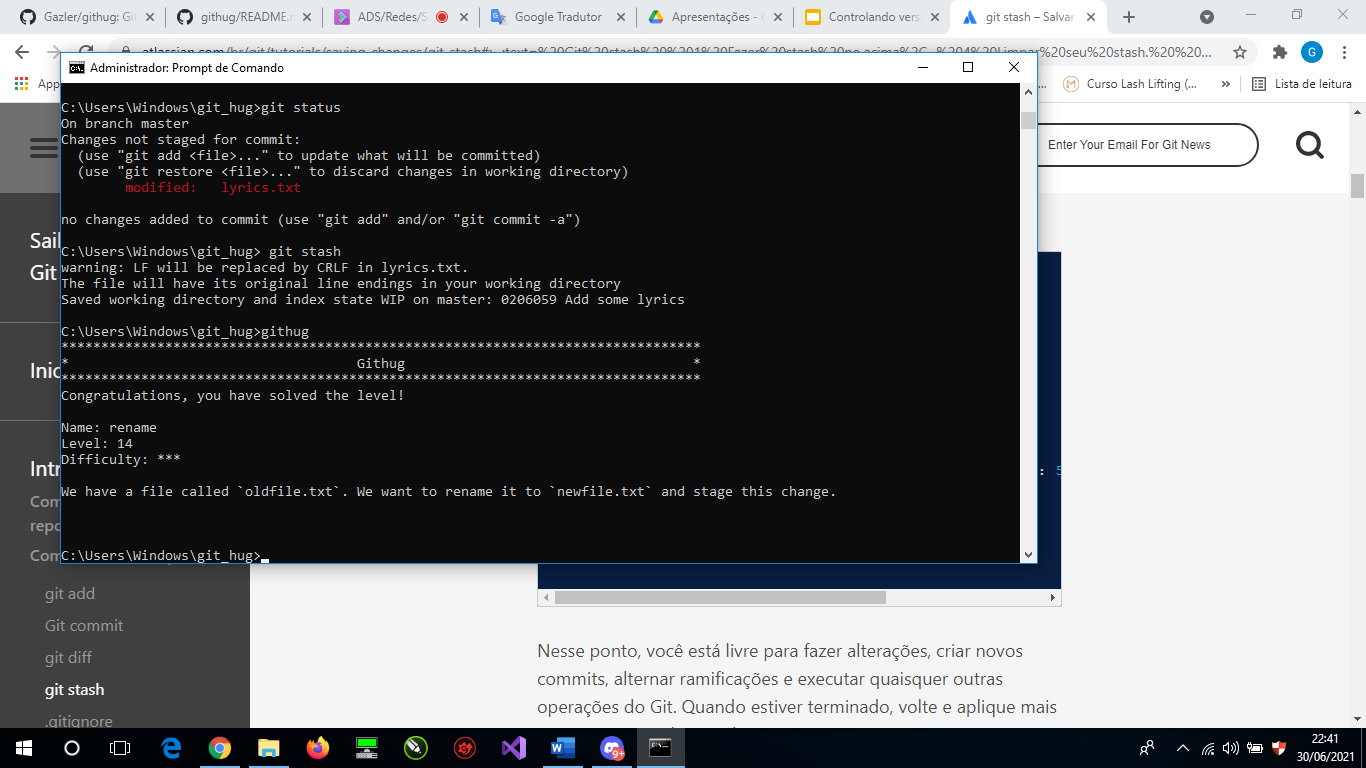 Gazler/githug: Gi
githug/README.r
ADS/Redes/S
Google Tradutor
Apresentações -
Controlando vers
git stash – Salvar
Administrador: Prompt de Comando
App
Curso Lash Lifting (...
Lista de leitura
G
Enter Your Email For Git News
C:\Users\Windows\git_hug>git status
On branch master
Changes not staged for commit:
(use "git add <file>..." to update what will be committed)
(use "git restore <file>..." to discard changes in working directory)
modified: lyrics.txt
no changes added to commit (use "git add" and/or "git commit -a")
C:\Users\Windows\git_hug> git stash
warning: LF will be replaced by CRLF in lyrics.txt.
The file will have its original line endings in your working directory
Saved working directory and index state WIP on master: 0206059 Add some lyrics
C:\Users\Windows\git_hug>githug
********************************************************************************
* Githug *
********************************************************************************
Congratulations, you have solved the level!
Name: rename
Level: 14
Difficulty: ***
We have a file called `oldfile.txt`. We want to rename it to `newfile.txt` and stage this change.
C:\Users\Windows\git_hug>
Git
git add
Git commit
git diff
git stash
.gitignore
Nesse ponto, você está livre para fazer alterações, criar novos
commits, alternar ramificações e executar quaisquer outras
operações do Git. Quando estiver terminado, volte e aplique mais
22:41
30/06/2021